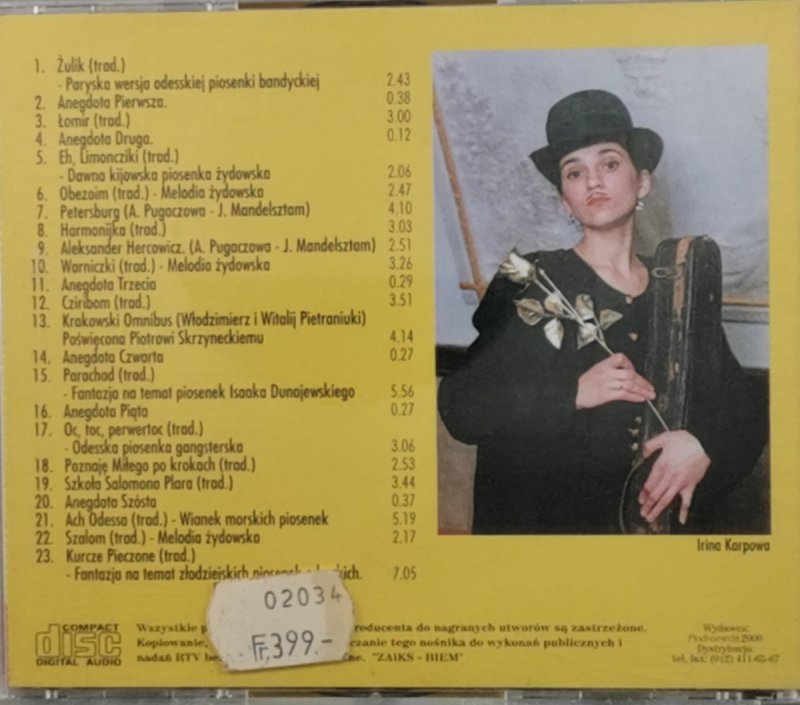 1. Żulik (trad.)
- Paryska wersja odesskiej piosenki bandyckiej 2.43
2. Anegdota Pierwsza. 0.38
3. Łomir (trad.) 3.00
4. Anegdota Druga. 0.12
5. Eh, Limoncziki (trad.)
- Dawna kijowska piosenka żydowska 2.06
6. Obezoim (trad.) - Melodia żydowska 2.47
7. Petersburg (A. Pugaczowa - J. Mandelsztam) 4.10
8. Harmonijka (trad.) 3.03
9. Aleksander Hercowicz. (A. Pugaczowa - J. Mandelsztam) 2.51
10. Warniczki (trad.) - Melodia żydowska 3.26
11. Anegdota Trzecia 0.29
12. Cziribom (trad.) 3.51
13. Krakowski Omnibus (Włodzimierz i Witalij Pietraniuki)
Poświęcona Piotrowi Skrzyneckiemu 4.14
14. Anegdota Czwarta 0.27
15. Parachod (trad.)
- Fantazja na temat piosenek Isaaka Dunajewskiego 5.56
16. Anegdota Piąta 0.27
17. Oc, toc, perwertoc (trad.)
- Odesska piosenka gangsterska 3.06
18. Poznaję Miłego po krokach (trad.) 2.53
19. Szkoła Salomona Plara (trad.) 3.44
20. Anegdota Szósta 0.37
21. Ach Odessa (trad.) - Wianek morskich piosenek 5.19
22. Szalom (trad.) - Melodia żydowska 2.17
23. Kurcze Pieczone (trad.)
- Fantazja na temat złodziejskich 7.05
Irina Karpowa
02034
Fr. 399.-
COMPACT
disc
DIGITAL AUDIO
Wszystkie producenta do nagranych utworów są zastrzeżone.
Kopiowanie, tego nośnika do wykonań publicznych i
nadań RTV "ZAiKS - BIEM"
Wydawca:
2000
Dystrybucja:
tel, fax: (012) 411-62-67